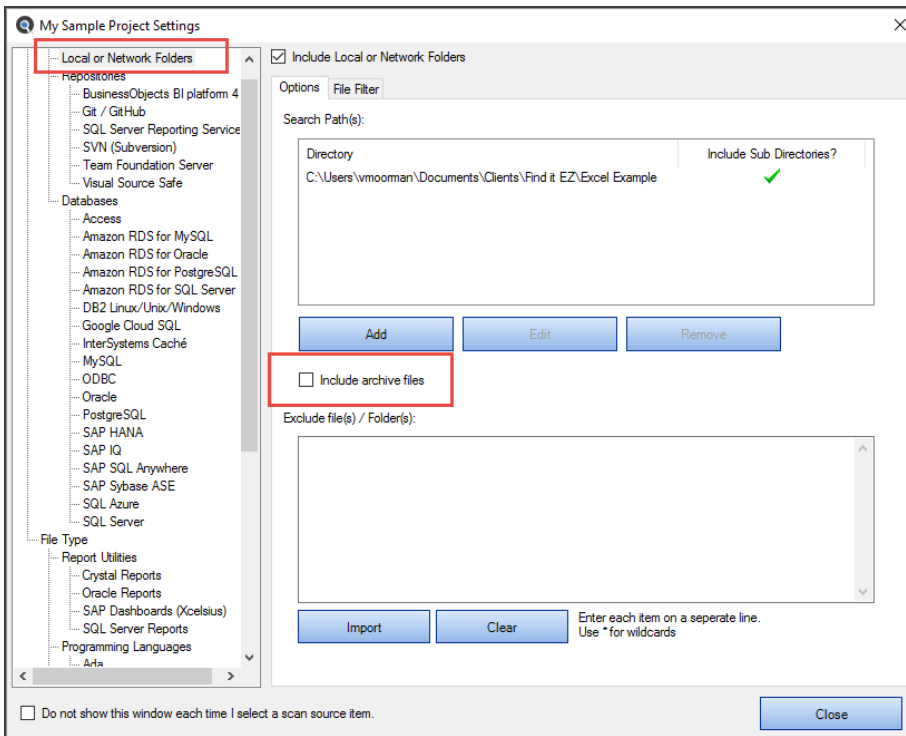 My Sample Project Settings
Local or Network Folders
Repositories
BusinessObjects BI platform 4
Git / GitHub
SQL Server Reporting Service
SVN (Subversion)
Team Foundation Server
Visual Source Safe
Databases
Access
Amazon RDS for MySQL
Amazon RDS for Oracle
Amazon RDS for PostgreSQL
Amazon RDS for SQL Server
DB2 Linux/Unix/Windows
Google Cloud SQL
InterSystems Caché
MySQL
ODBC
Oracle
PostgreSQL
SAP HANA
SAP IQ
SAP SQL Anywhere
SAP Sybase ASE
SQL Azure
SQL Server
File Type
Report Utilities
Crystal Reports
Oracle Reports
SAP Dashboards (Xcelsius)
SQL Server Reports
Programming Languages
Ada
Include Local or Network Folders
Options File Filter
Search Path(s):
Directory Include Sub Directories?
C:\Users\vmoorman\Documents\Clients\Find it EZ\Excel Example
Add Edit Remove
Include archive files
Exclude file(s) / Folder(s):
Import Clear
Enter each item on a seperate line.
Use * for wildcards
Do not show this window each time I select a scan source item.
Close